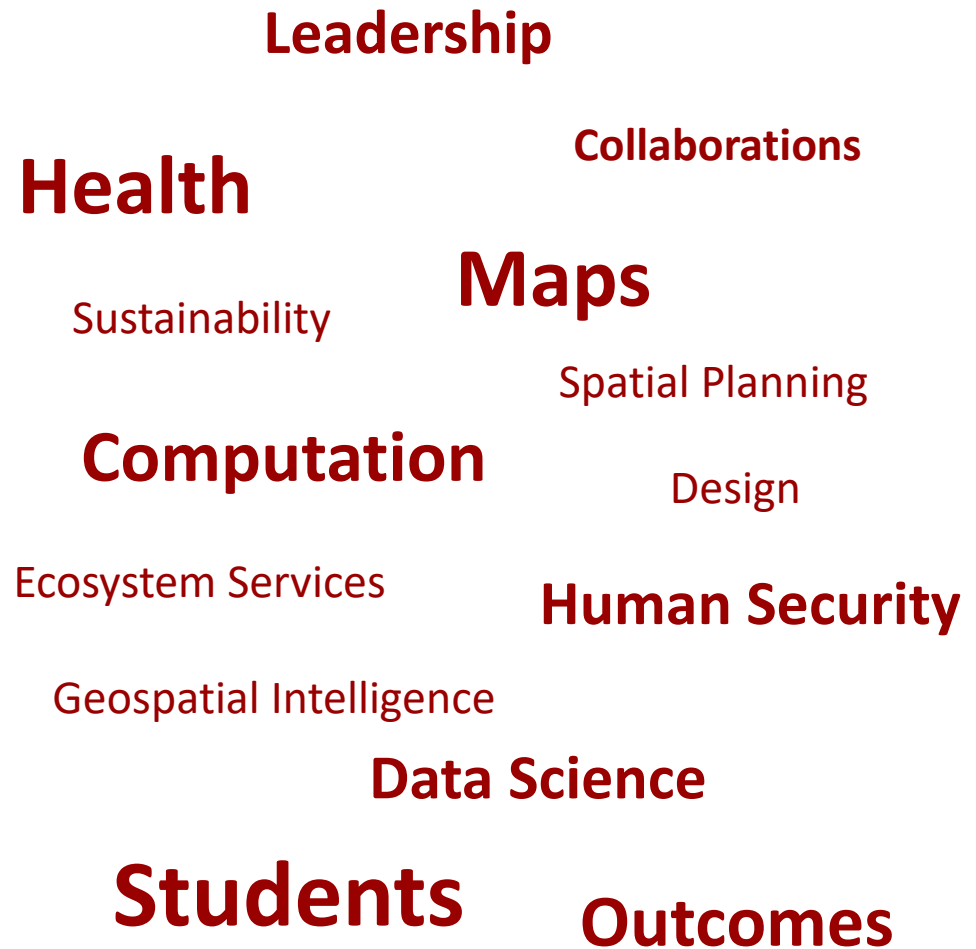 Leadership
Collaborations
Health
Maps
Sustainability
Spatial Planning
Computation
Design
Ecosystem Services
Human Security
Geospatial Intelligence
Data Science
Students
Outcomes